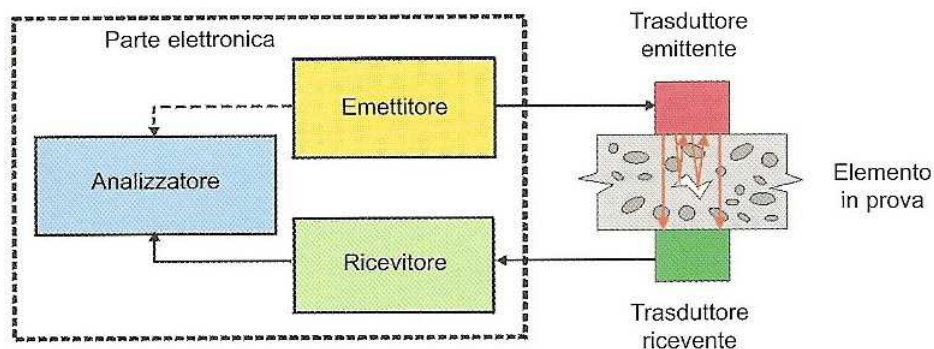 Parte elettronica
Emettitore
Analizzatore
Ricevitore
Trasduttore
emittente
Elemento
in prova
Trasduttore
ricevente